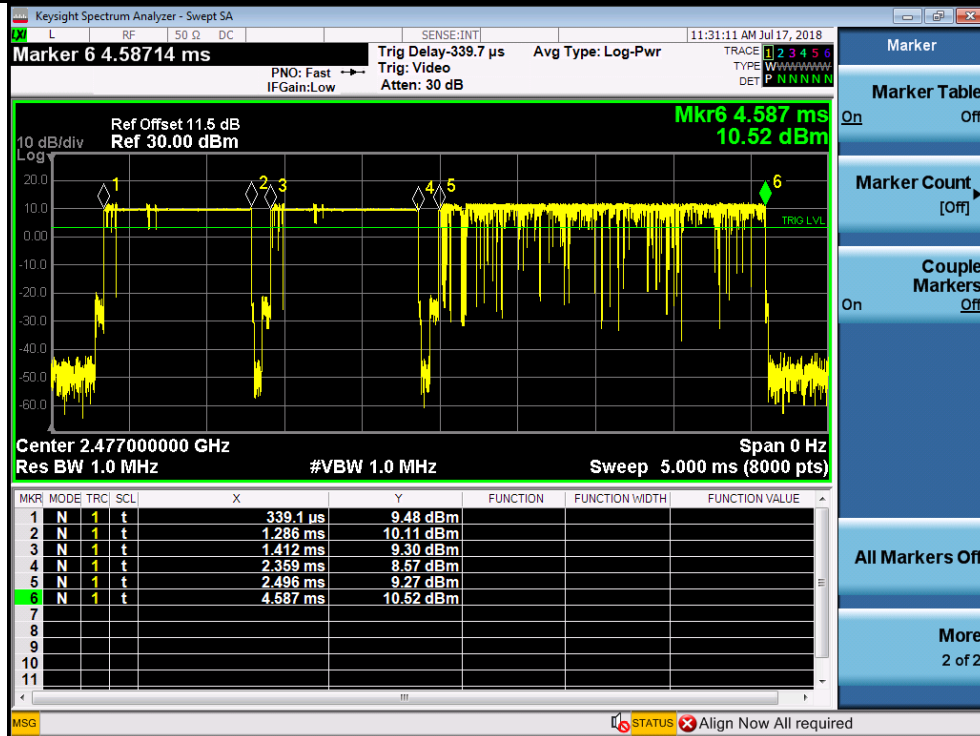 Keysight Spectrum Analyzer - Swept SA
LXI L RF 50 Ω DC SENSE:INT 11:31:11 AM Jul 17, 2018
Marker 6 4.58714 ms
PNO: Fast
IFGain:Low
Trig Delay-339.7 µs
Trig: Video
Atten: 30 dB
Avg Type: Log-Pwr
TRACE 1 2 3 4 5 6
TYPE WWWWWW
DET P N N N N N
Mkr6 4.587 ms
10.52 dBm
Ref Offset 11.5 dB
10 dB/div Ref 30.00 dBm
Log
20.0
10.0
0.00
-10.0
-20.0
-30.0
-40.0
-50.0
-60.0
1 2 3 4 5 6
TRIG LVL
Center 2.477000000 GHz Span 0 Hz
Res BW 1.0 MHz #VBW 1.0 MHz Sweep 5.000 ms (8000 pts)
MKR MODE TRC SCL X Y FUNCTION FUNCTION WIDTH FUNCTION VALUE
1 N 1 t 339.1 µs 9.48 dBm
2 N 1 t 1.286 ms 10.11 dBm
3 N 1 t 1.412 ms 9.30 dBm
4 N 1 t 2.359 ms 8.57 dBm
5 N 1 t 2.496 ms 9.27 dBm
6 N 1 t 4.587 ms 10.52 dBm
7
8
9
10
11
MSG STATUS Align Now All required
Marker
Marker Table
On Off
Marker Count
[Off]
Couple
Markers
On Off
All Markers Off
More
2 of 2